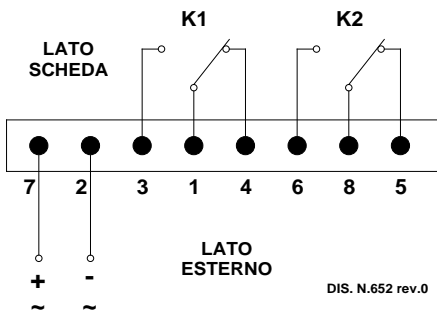 K1 K2
LATO
SCHEDA
7 2 3 1 4 6 8 5
LATO
ESTERNO
+ -
~ ~
DIS. N.652 rev.0